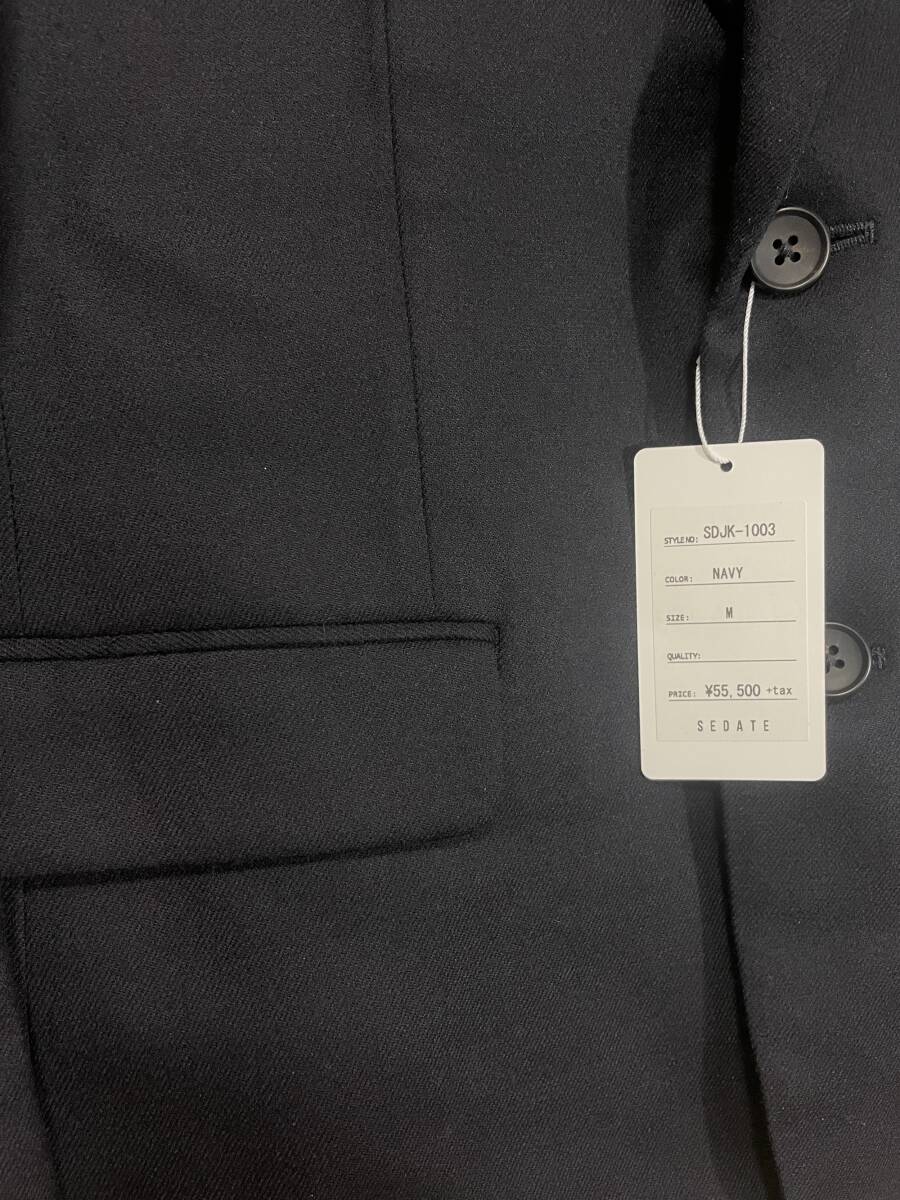 STYLE NO: SDJK-1003
COLOR: NAVY
SIZE: M
QUALITY:
PRICE: ¥55,500 +tax
SEDATE